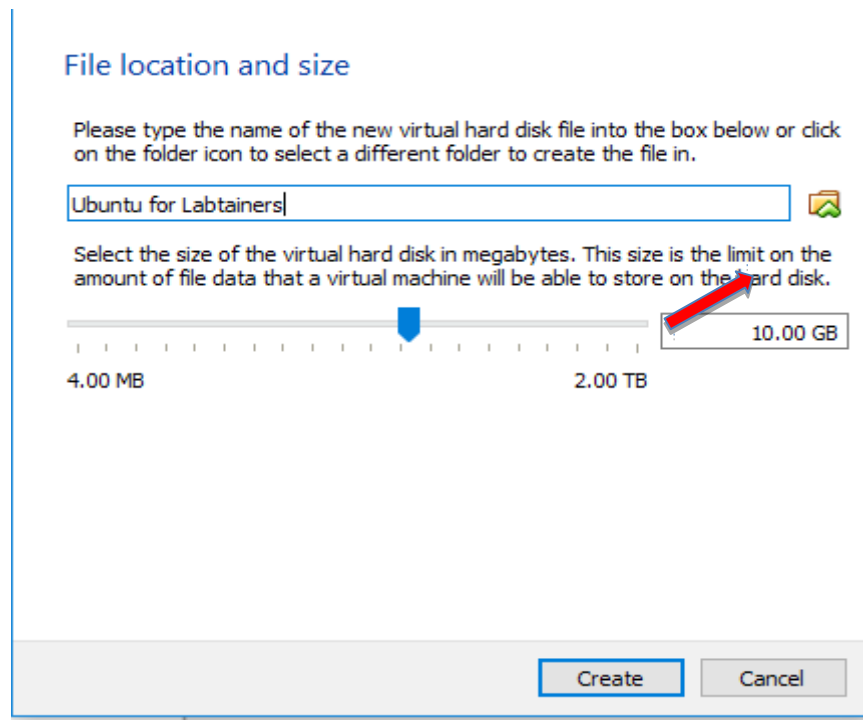 File location and size
Please type the name of the new virtual hard disk file into the box below or click
on the folder icon to select a different folder to create the file in.
Ubuntu for Labtainers
Select the size of the virtual hard disk in megabytes. This size is the limit on the
amount of file data that a virtual machine will be able to store on the hard disk.
10.00 GB
4.00 MB
2.00 TB
Create
Cancel